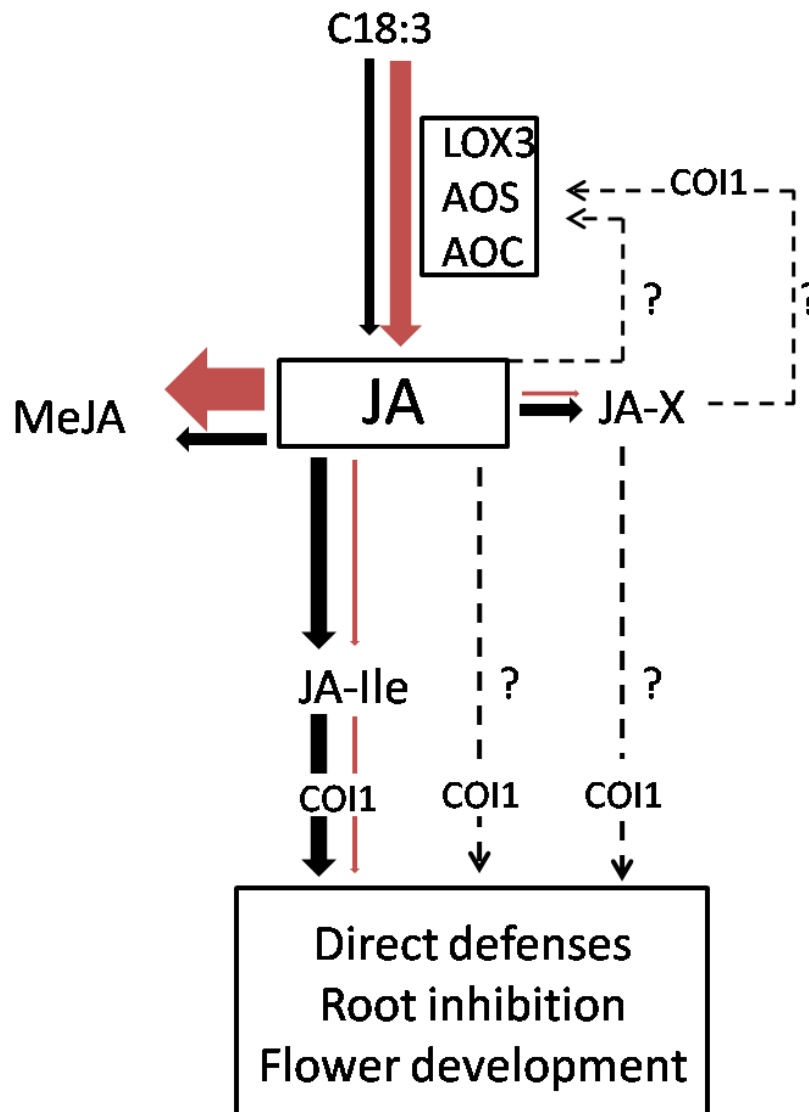 C18:3
LOX3
AOS
AOC
COI1
?
?
JA
JA-X
MeJA
JA-Ile
?
?
COI1
COI1
COI1
Direct defenses
Root inhibition
Flower development